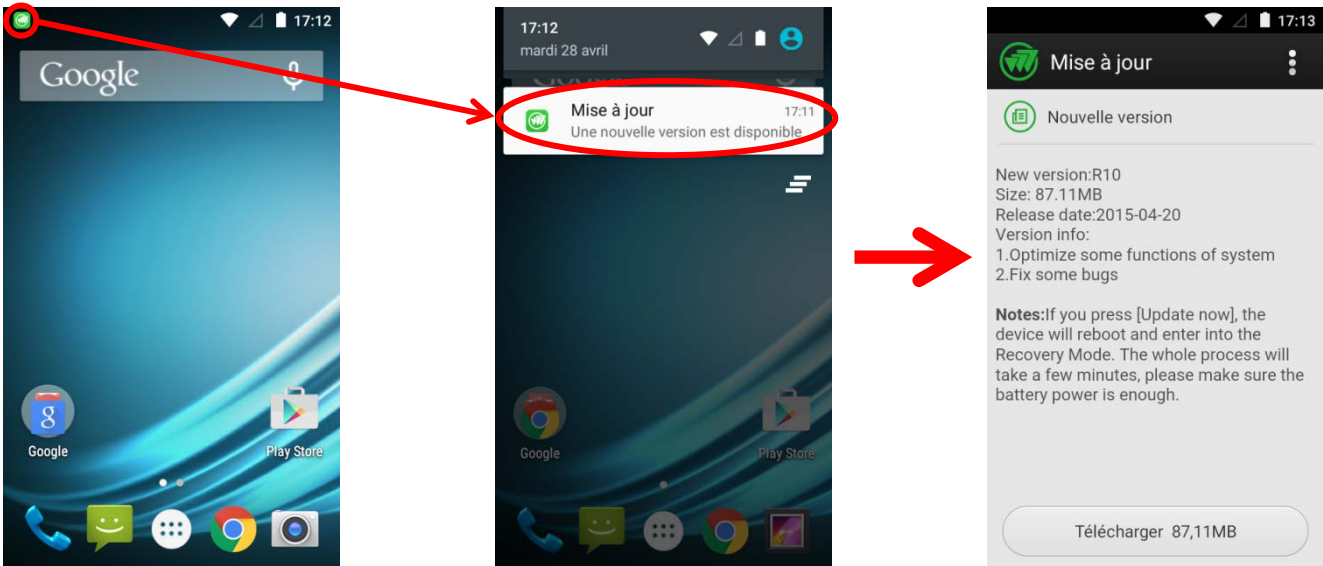 17:12
Google
Google
Play Store
17:12
mardi 28 avril
Mise à jour
17:11
Une nouvelle version est disponible
Google
Play Store
17:13
Mise à jour
Nouvelle version
New version:R10
Size: 87.11MB
Release date:2015-04-20
Version info:
1.Optimize some functions of system
2.Fix some bugs
Notes:If you press [Update now], the
device will reboot and enter into the
Recovery Mode. The whole process will
take a few minutes, please make sure the
battery power is enough.
Télécharger 87,11MB